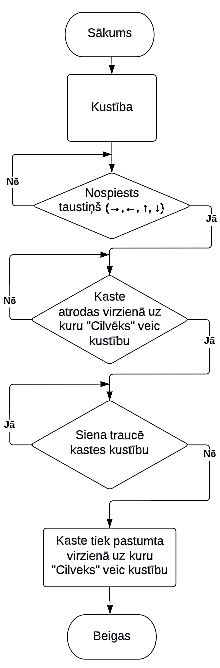 Sākums
Kustība
Nē
Nospiests
taustiņš (→,←, ↑, ↓)
Jā
Nē
Kaste
atrodas virzienā uz
kuru "Cilvēks" veic
kustību
Jā
Jā
Siena traucē
kastes kustību
Nē
Kaste tiek pastumta
virzienā uz kuru
"Cilveks" veic kustību
Beigas